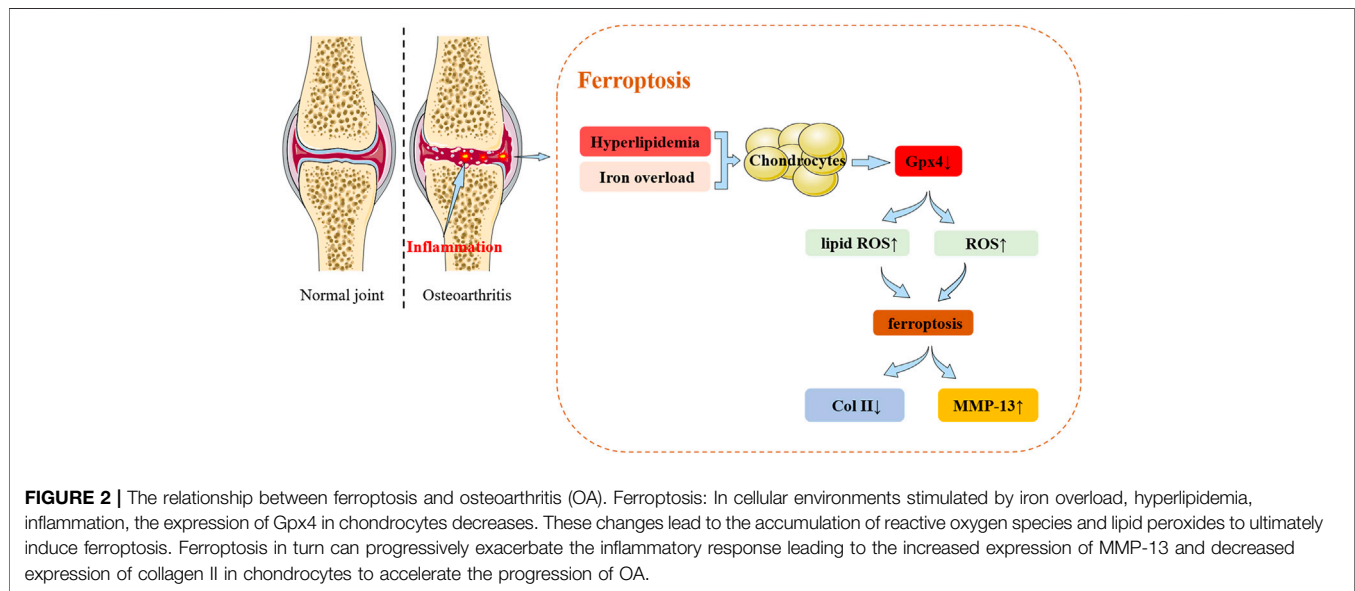 Ferroptosis
Hyperlipidemia
Iron overload
Chondrocytes
Gpx4↓
lipid ROS↑
ROS↑
ferroptosis
Col II↓
MMP-13↑
Inflammation
Normal joint
Osteoarthritis
FIGURE 2 | The relationship between ferroptosis and osteoarthritis (OA). Ferroptosis: In cellular environments stimulated by iron overload, hyperlipidemia,
inflammation, the expression of Gpx4 in chondrocytes decreases. These changes lead to the accumulation of reactive oxygen species and lipid peroxides to ultimately
induce ferroptosis. Ferroptosis in turn can progressively exacerbate the inflammatory response leading to the increased expression of MMP-13 and decreased
expression of collagen II in chondrocytes to accelerate the progression of OA.